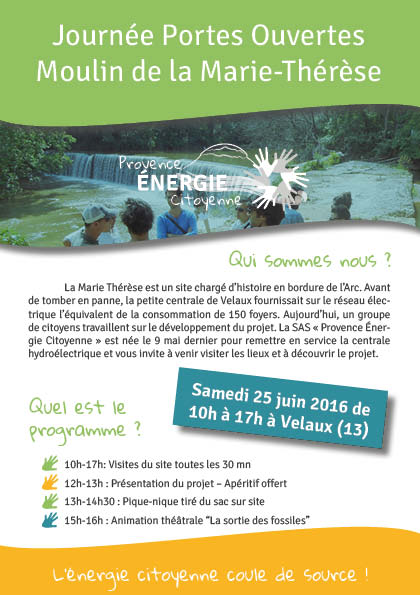 Journée Portes Ouvertes
Moulin de la Marie-Thérèse
Provence
ÉNERGIE
Citoyenne
Qui sommes nous ?
La Marie Thérèse est un site chargé d'histoire en bordure de l'Arc. Avant
de tomber en panne, la petite centrale de Velaux fournissait sur le réseau élec-
trique l'équivalent de la consommation de 150 foyers. Aujourd'hui, un groupe
de citoyens travaillent sur le développement du projet. La SAS « Provence Éner-
gie Citoyenne » est née le 9 mai dernier pour remettre en service la centrale
hydroélectrique et vous invite à venir visiter les lieux et à découvrir le projet.
Samedi 25 juin 2016 de
10h à 17h à Velaux (13)
Quel est le
programme ?
10h-17h: Visites du site toutes les 30 mn
12h-13h : Présentation du projet – Apéritif offert
13h-14h30 : Pique-nique tiré du sac sur site
15h-16h : Animation théâtrale “La sortie des fossiles”
L'énergie citoyenne coule de source !